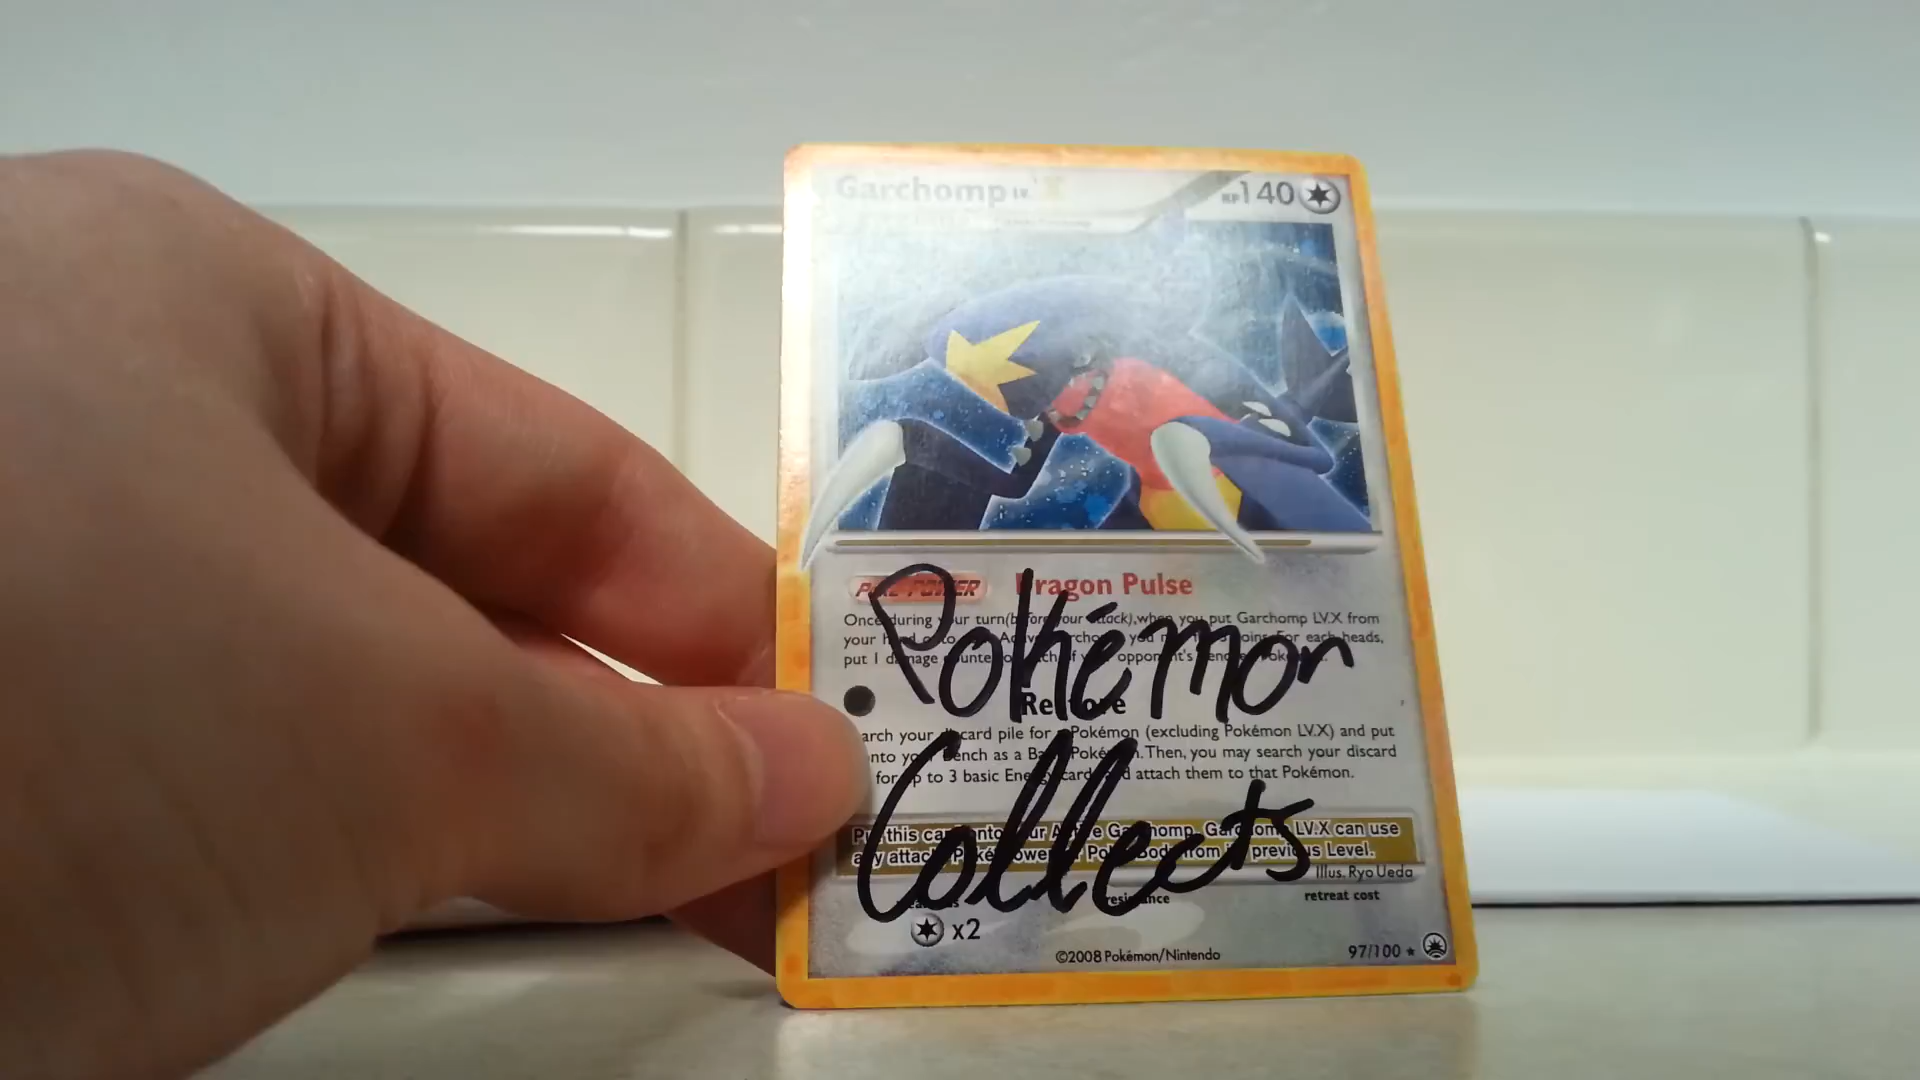 Garchomp LV. X HP 140
POKÉ-POWER Dragon Pulse
Once during your turn (before your attack), when you put Garchomp LV.X from
your hand onto your Active Garchomp, you may flip 3 coins. For each heads,
put 1 damage counter on each of your opponent's Benched Pokémon.
Pokémon
Restore
arch your discard pile for a Pokémon (excluding Pokémon LV.X) and put
onto your Bench as a Basic Pokémon. Then, you may search your discard
for up to 3 basic Energy cards and attach them to that Pokémon.
Collects
Put this card onto your Active Garchomp. Garchomp LV.X can use
any attack, Poké-Power, or Poké-Body from its previous Level.
Illus. Ryo Ueda
resistance retreat cost
x2
©2008 Pokémon/Nintendo 97/100